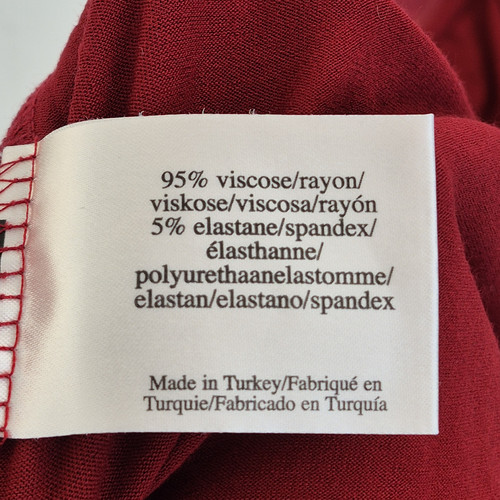 95% viscose/rayon/
viskose/viscosa/rayón
5% elastane/spandex/
élasthanne/
polyurethaanelastomme/
elastan/elastano/spandex
Made in Turkey/Fabriqué en
Turquie/Fabricado en Turquía